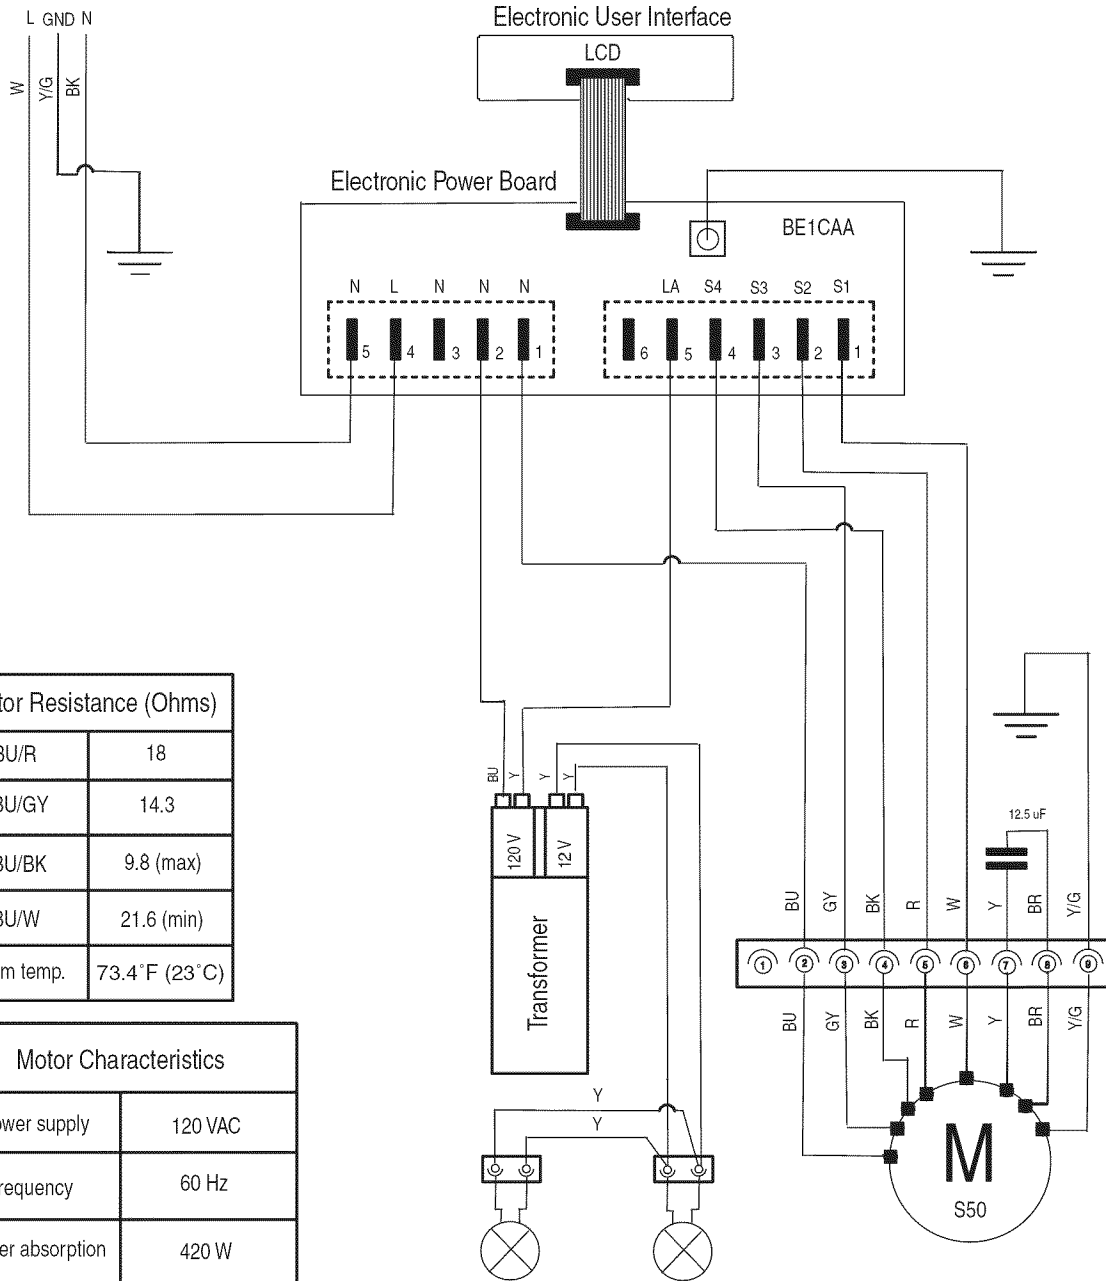 Electronic User Interface
L GND N
LCD
W Y/G BK
Electronic Power Board
BE1CAA
N L N N N
LA S4 S3 S2 S1
5 4 3 2 1
6 5 4 3 2 1
tor Resistance (Ohms)
BU/R 18
BU/GY 14.3
BU/BK 9.8 (max)
BU/W 21.6 (min)
m temp. 73.4°F (23°C)
BU Y Y Y
120 V 12 V
Transformer
12.5 uF
BU GY BK R W Y BR Y/G
1 2 3 4 5 6 7 8 9
BU GY BK R W Y BR Y/G
Motor Characteristics
ower supply 120 VAC
requency 60 Hz
er absorption 420 W
Y
Y
M
S50